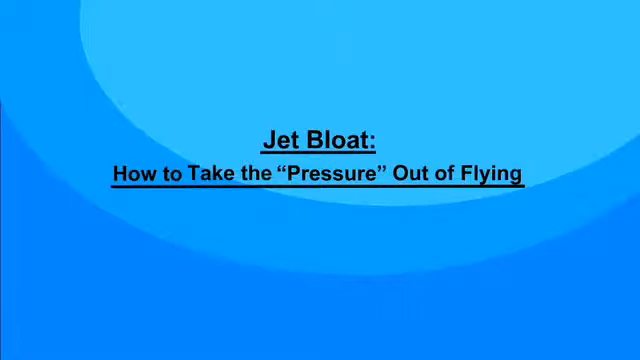 Jet Bloat:
How to Take the “Pressure” Out of Flying